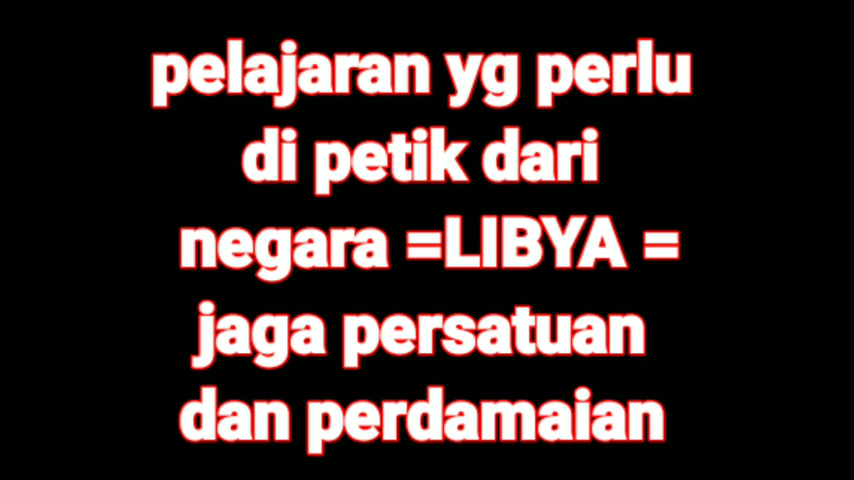 pelajaran yg perlu
di petik dari
negara =LIBYA =
jaga persatuan
dan perdamaian